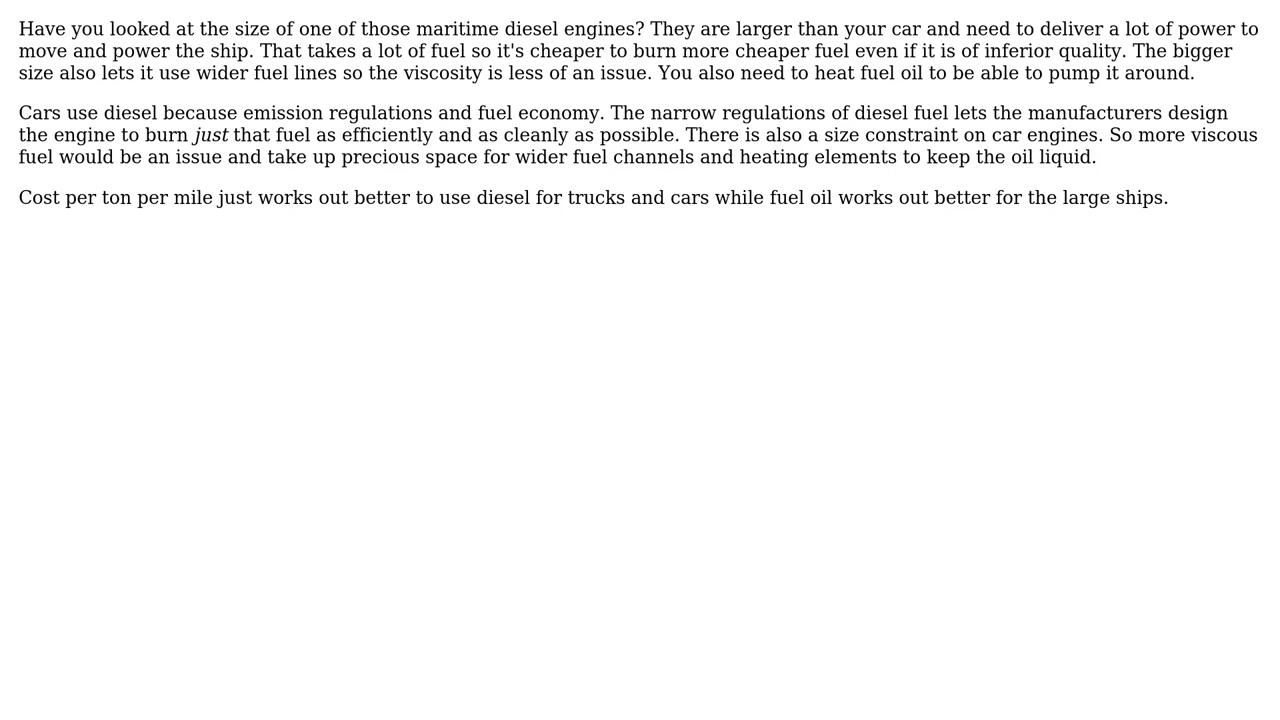 Have you looked at the size of one of those maritime diesel engines? They are larger than your car and need to deliver a lot of power to
move and power the ship. That takes a lot of fuel so it's cheaper to burn more cheaper fuel even if it is of inferior quality. The bigger
size also lets it use wider fuel lines so the viscosity is less of an issue. You also need to heat fuel oil to be able to pump it around.
Cars use diesel because emission regulations and fuel economy. The narrow regulations of diesel fuel lets the manufacturers design
the engine to burn just that fuel as efficiently and as cleanly as possible. There is also a size constraint on car engines. So more viscous
fuel would be an issue and take up precious space for wider fuel channels and heating elements to keep the oil liquid.
Cost per ton per mile just works out better to use diesel for trucks and cars while fuel oil works out better for the large ships.